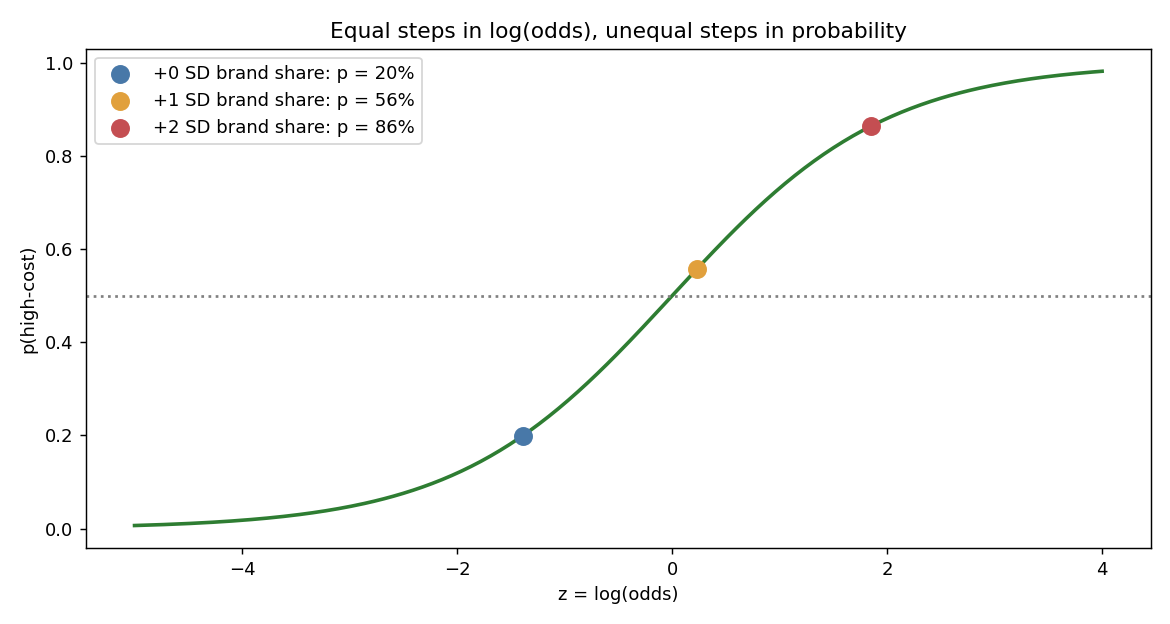 Equal steps in log(odds), unequal steps in probability
+0 SD brand share: p = 20%
+1 SD brand share: p = 56%
+2 SD brand share: p = 86%
1.0
0.8
0.6
0.4
0.2
0.0
p(high-cost)
−4
−2
0
2
4
z = log(odds)